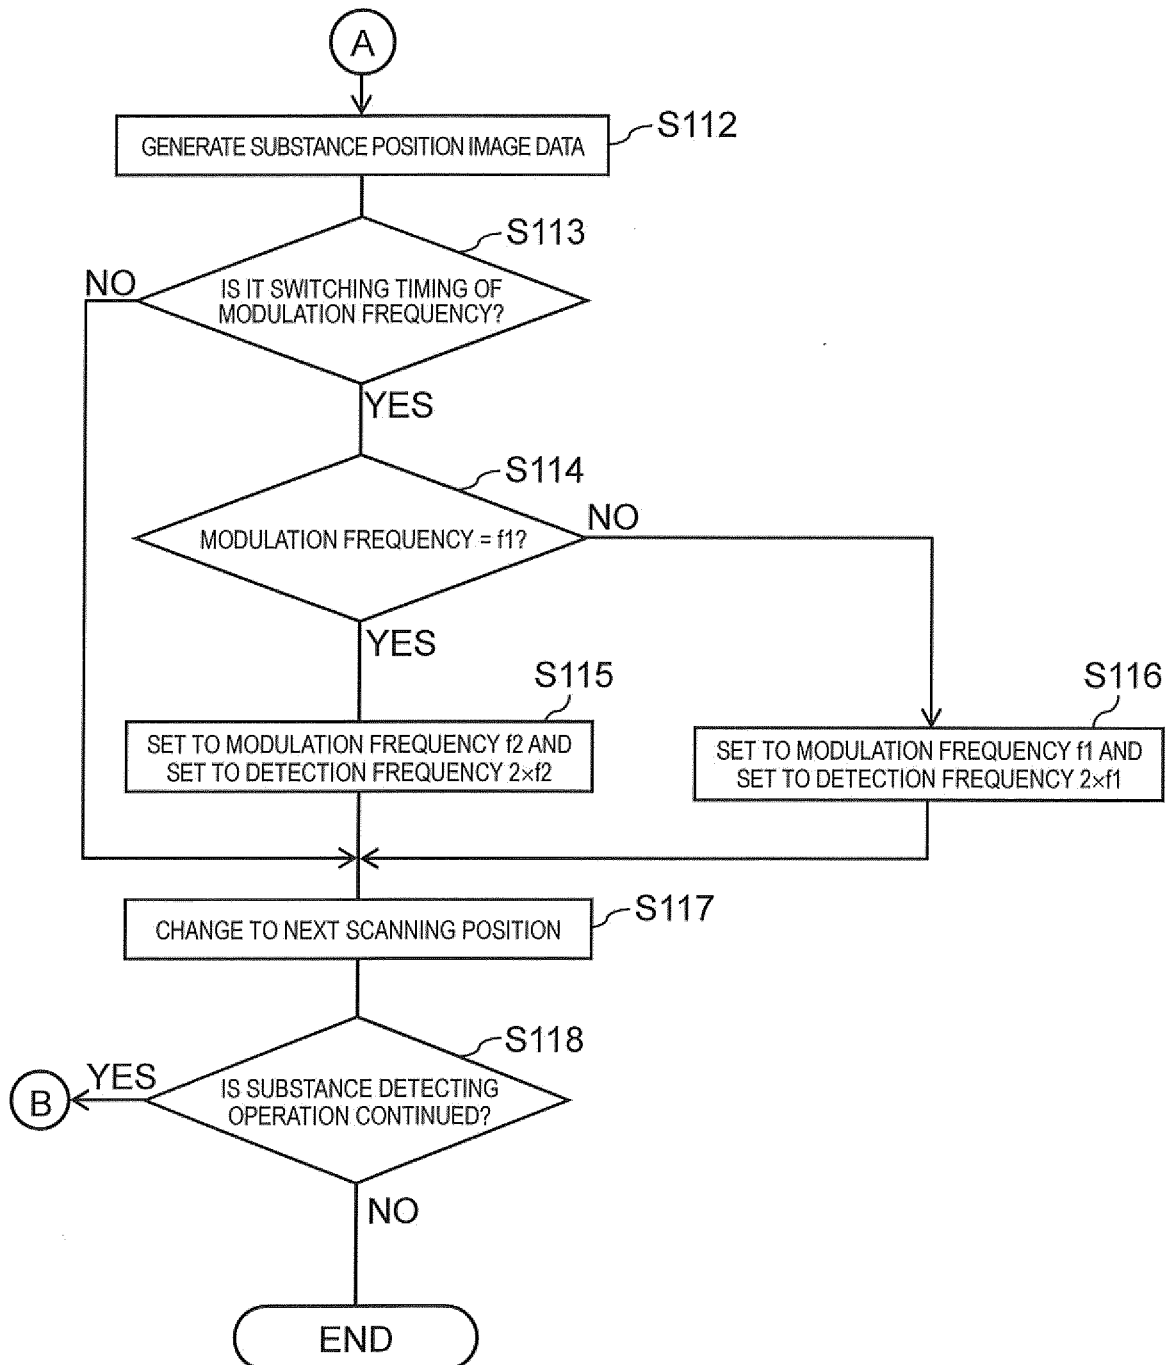 A
GENERATE SUBSTANCE POSITION IMAGE DATA
S112
S113
NO
IS IT SWITCHING TIMING OF
MODULATION FREQUENCY?
YES
S114
MODULATION FREQUENCY = f1?
NO
YES
S115
SET TO MODULATION FREQUENCY f2 AND
SET TO DETECTION FREQUENCY 2×f2
S116
SET TO MODULATION FREQUENCY f1 AND
SET TO DETECTION FREQUENCY 2×f1
CHANGE TO NEXT SCANNING POSITION
S117
S118
IS SUBSTANCE DETECTING
OPERATION CONTINUED?
YES
B
NO
END